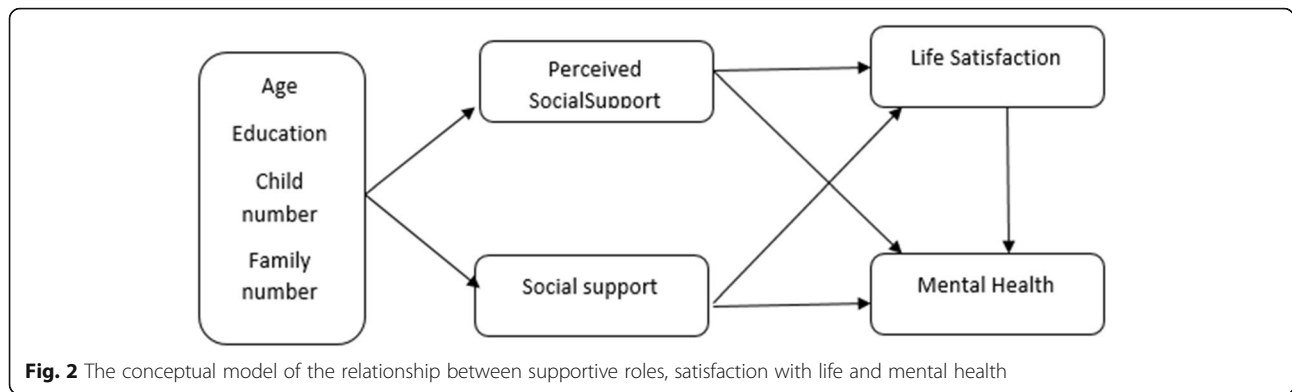 Age
Education
Child
number
Family
number
Perceived
SocialSupport
Social support
Life Satisfaction
Mental Health
Fig. 2 The conceptual model of the relationship between supportive roles, satisfaction with life and mental health